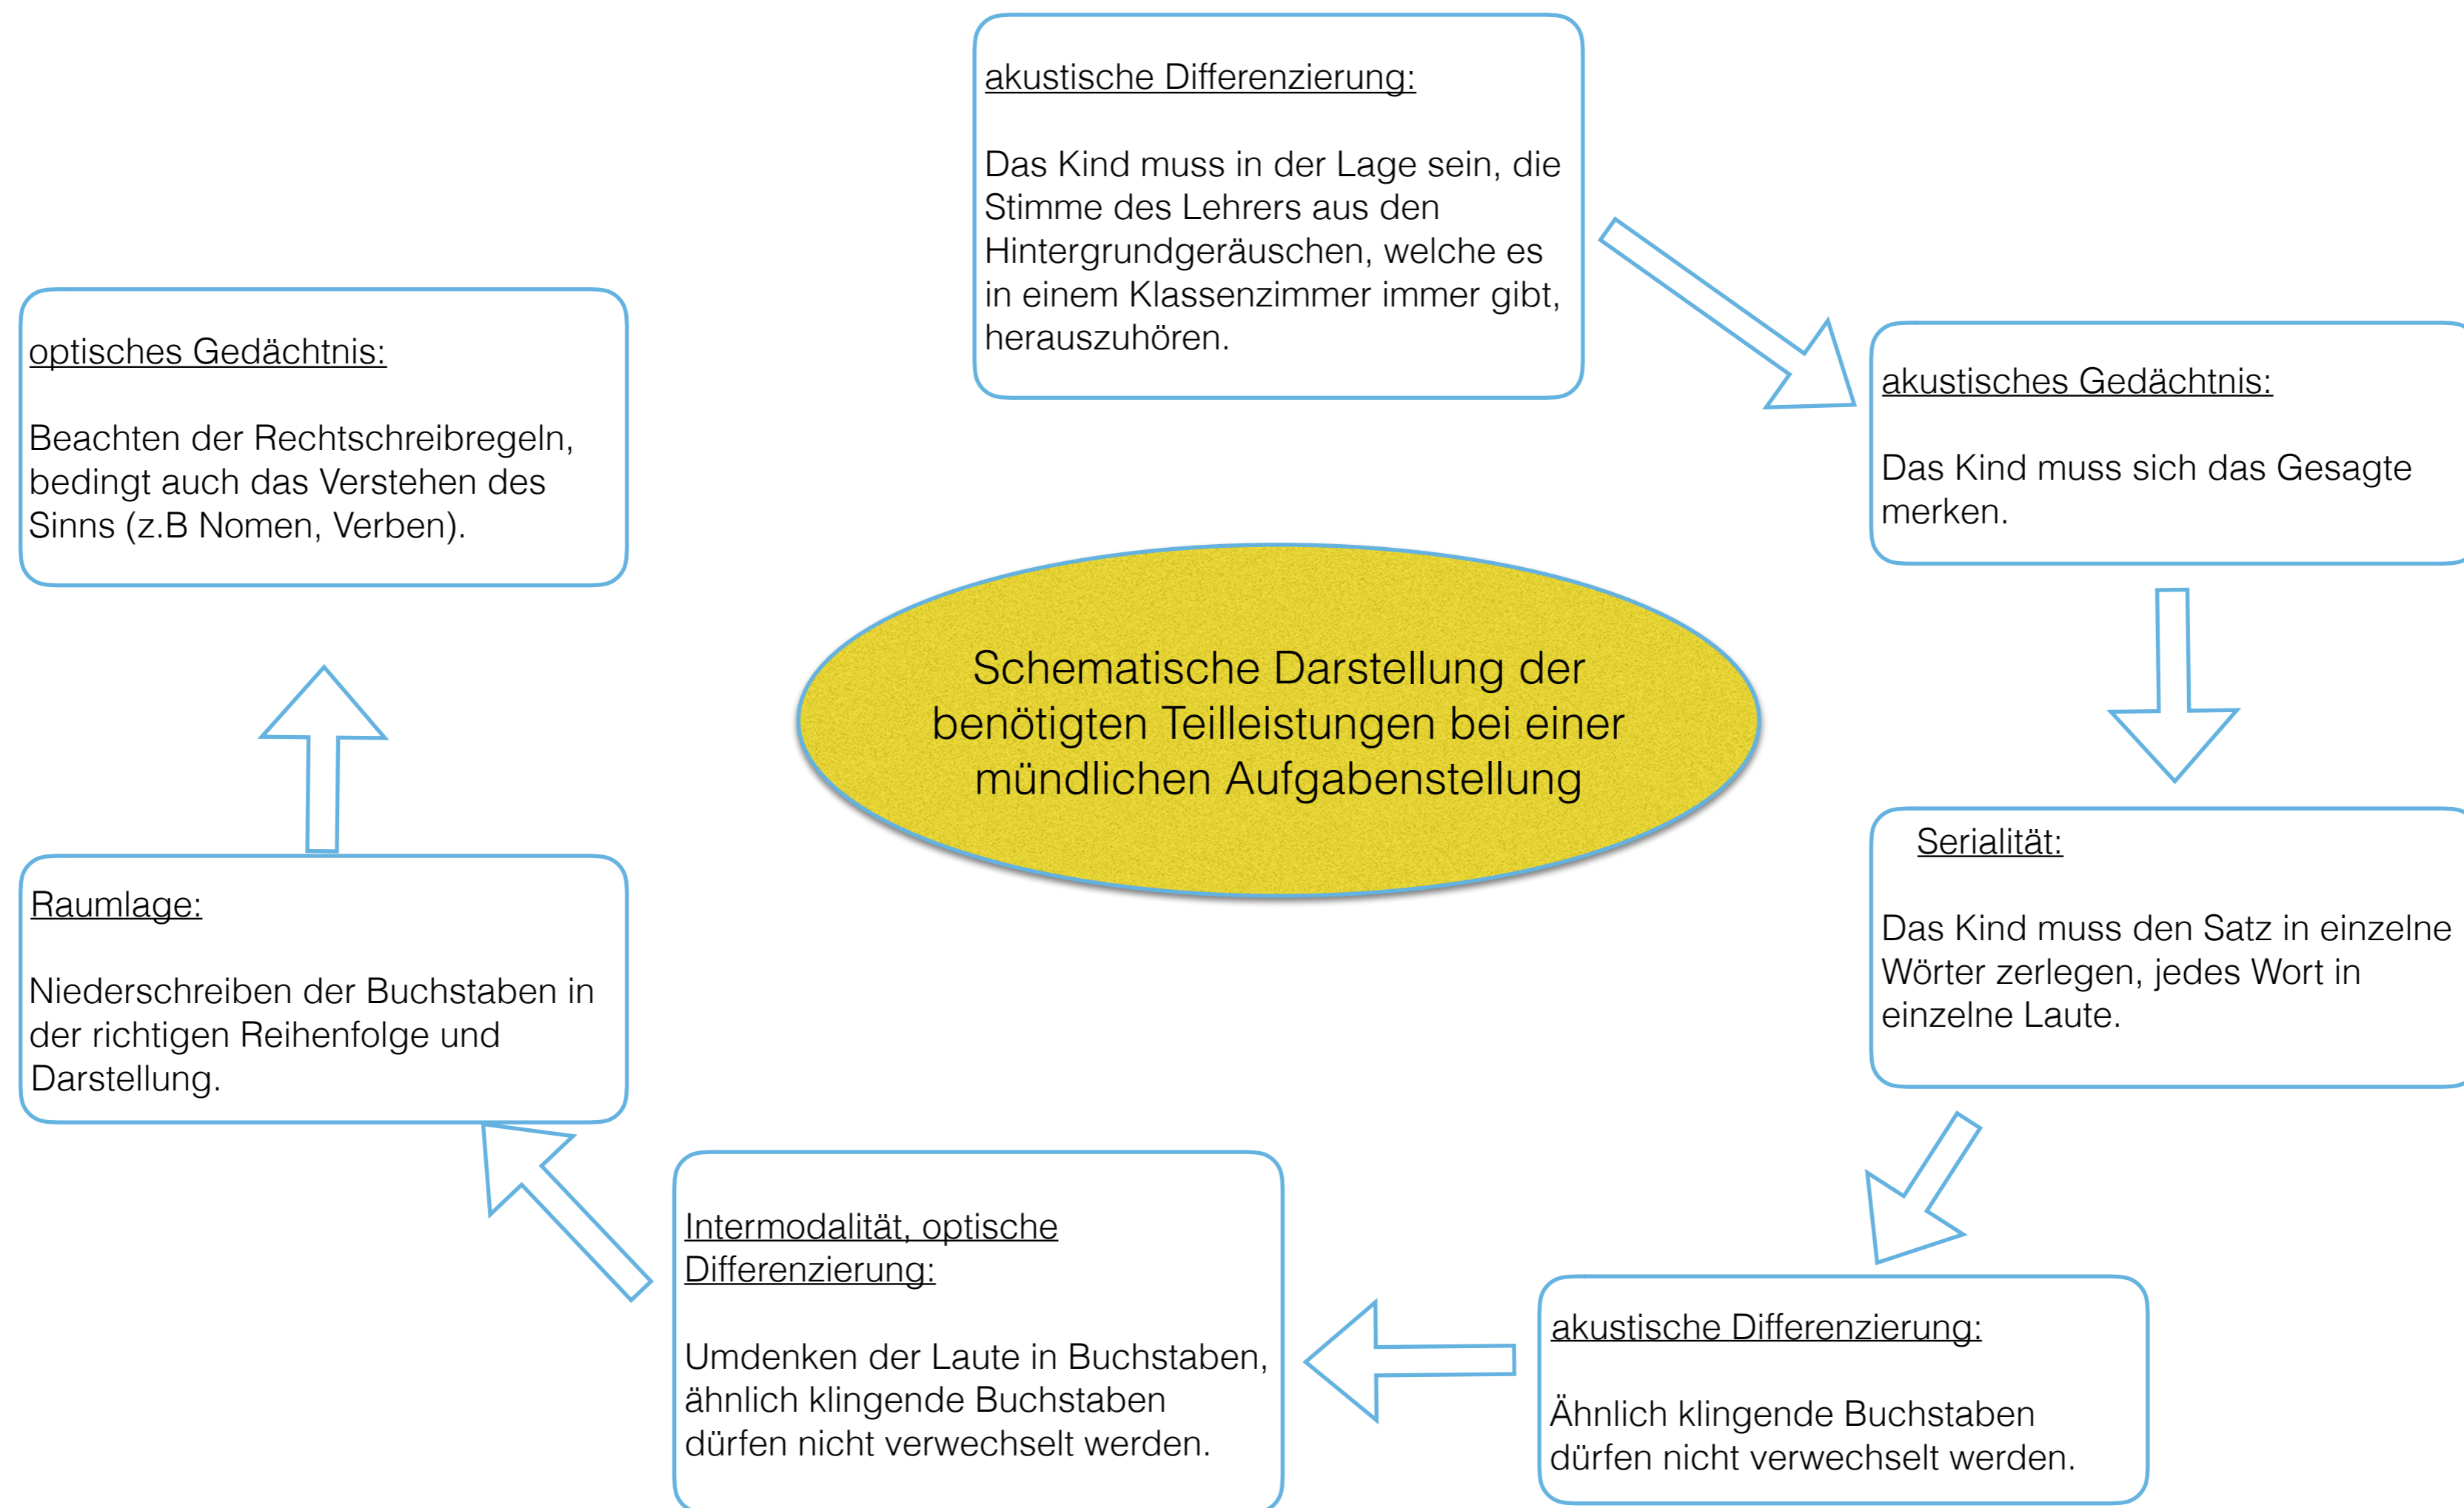 akustische Differenzierung:
Das Kind muss in der Lage sein, die
Stimme des Lehrers aus den
Hintergrundgeräuschen, welche es
in einem Klassenzimmer immer gibt,
herauszuhören.
akustisches Gedächtnis:
Das Kind muss sich das Gesagte
merken.
Serialität:
Das Kind muss den Satz in einzelne
Wörter zerlegen, jedes Wort in
einzelne Laute.
akustische Differenzierung:
Ähnlich klingende Buchstaben
dürfen nicht verwechselt werden.
Intermodalität, optische
Differenzierung:
Umdenken der Laute in Buchstaben,
ähnlich klingende Buchstaben
dürfen nicht verwechselt werden.
Raumlage:
Niederschreiben der Buchstaben in
der richtigen Reihenfolge und
Darstellung.
optisches Gedächtnis:
Beachten der Rechtschreibregeln,
bedingt auch das Verstehen des
Sinns (z.B Nomen, Verben).
Schematische Darstellung der
benötigten Teilleistungen bei einer
mündlichen Aufgabenstellung